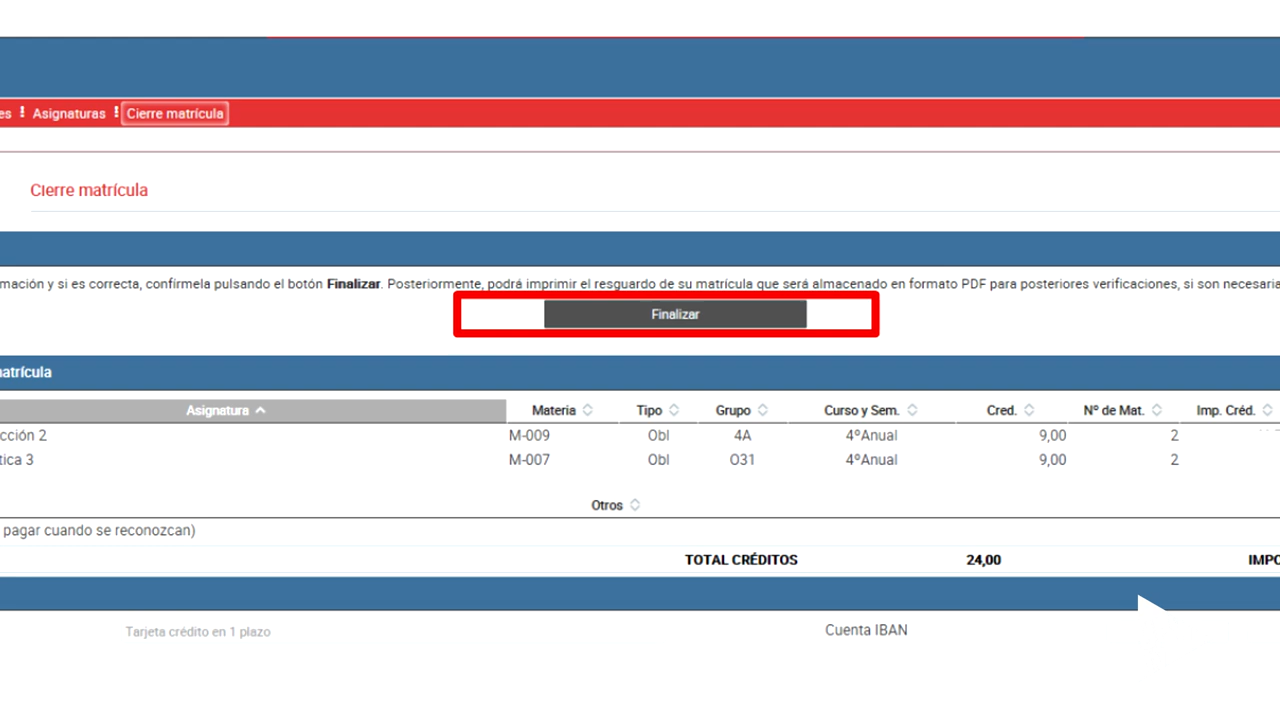 es Asignaturas Cierre matrícula
Cierre matrícula
mación y si es correcta, confírmela pulsando el botón Finalizar. Posteriormente, podrá imprimir el resguardo de su matrícula que será almacenado en formato PDF para posteriores verificaciones, si son necesaria
Finalizar
atrícula
Asignatura Materia Tipo Grupo Curso y Sem. Cred. Nº de Mat. Imp. Créd.
cción 2 M-009 Obl 4A 4ºAnual 9,00 2
tica 3 M-007 Obl O31 4ºAnual 9,00 2
Otros
pagar cuando se reconozcan)
TOTAL CRÉDITOS 24,00 IMPO
Tarjeta crédito en 1 plazo Cuenta IBAN